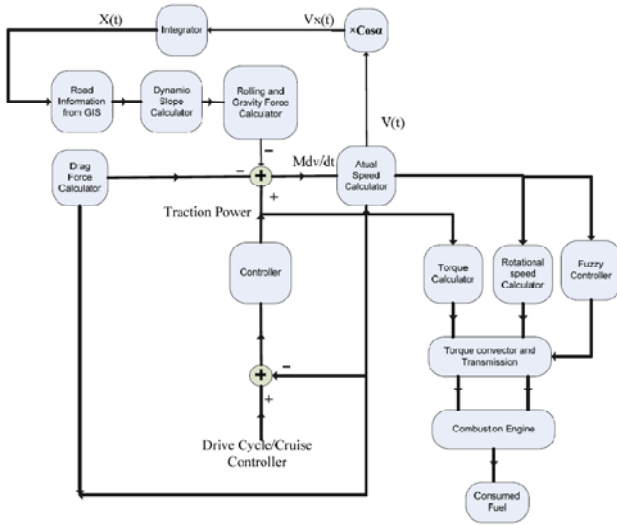 X(t)
Integrator
Vx(t)
×Cosα
Road
Information
from GIS
Dynamic
Slope
Calculator
Rolling and
Gravity Force
Calculator
V(t)
Drag
Force
Calculator
−
−
+
+
Mdv/dt
Atual
Speed
Calculator
Traction Power
Controller
Torque
Calculator
Rotational
speed
Calculator
Fuzzy
Controller
Torque convector and
Transmission
+
−
+
Drive Cycle/Cruise
Controller
Combustion Engine
Consumed
Fuel